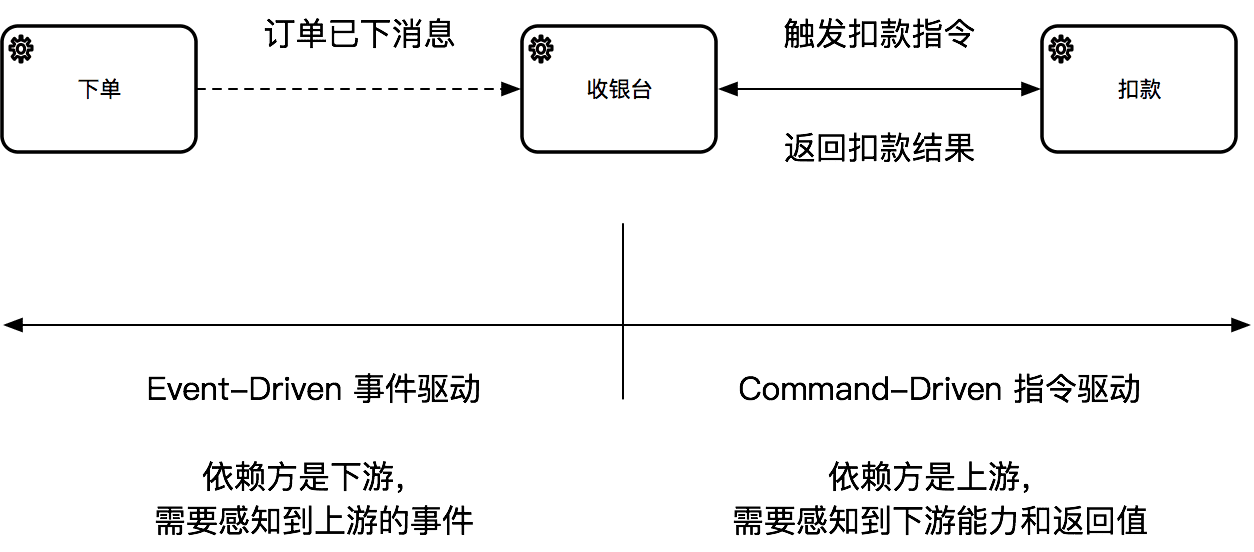 订单已下消息
触发扣款指令
下单
收银台
扣款
返回扣款结果
Event-Driven 事件驱动
Command-Driven 指令驱动
依赖方是下游，
需要感知到上游的事件
依赖方是上游，
需要感知到下游能力和返回值